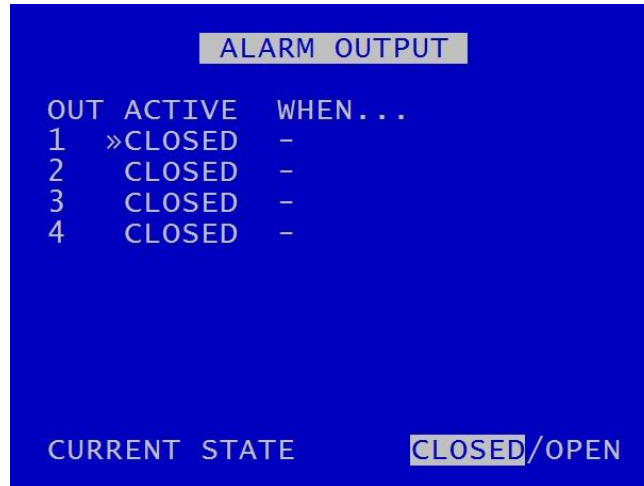 ALARM OUTPUT
OUT ACTIVE WHEN...
1 »CLOSED -
2 CLOSED -
3 CLOSED -
4 CLOSED -
CURRENT STATE CLOSED/OPEN